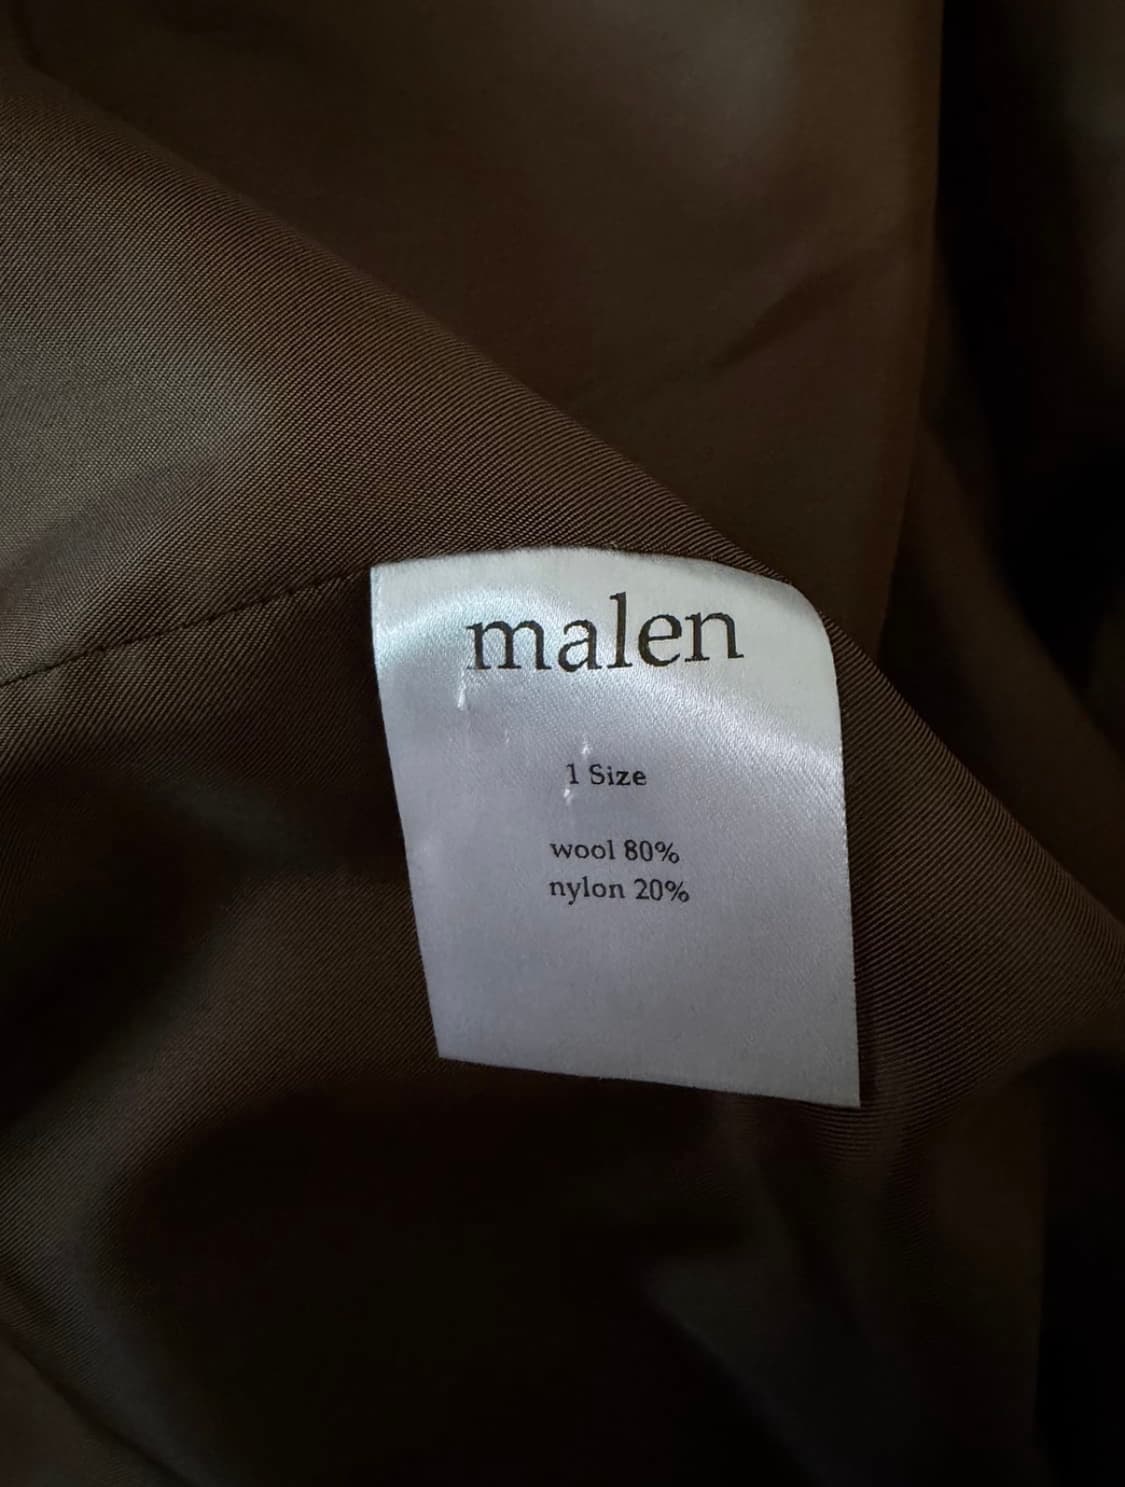 malen
1 Size
wool 80%
nylon 20%